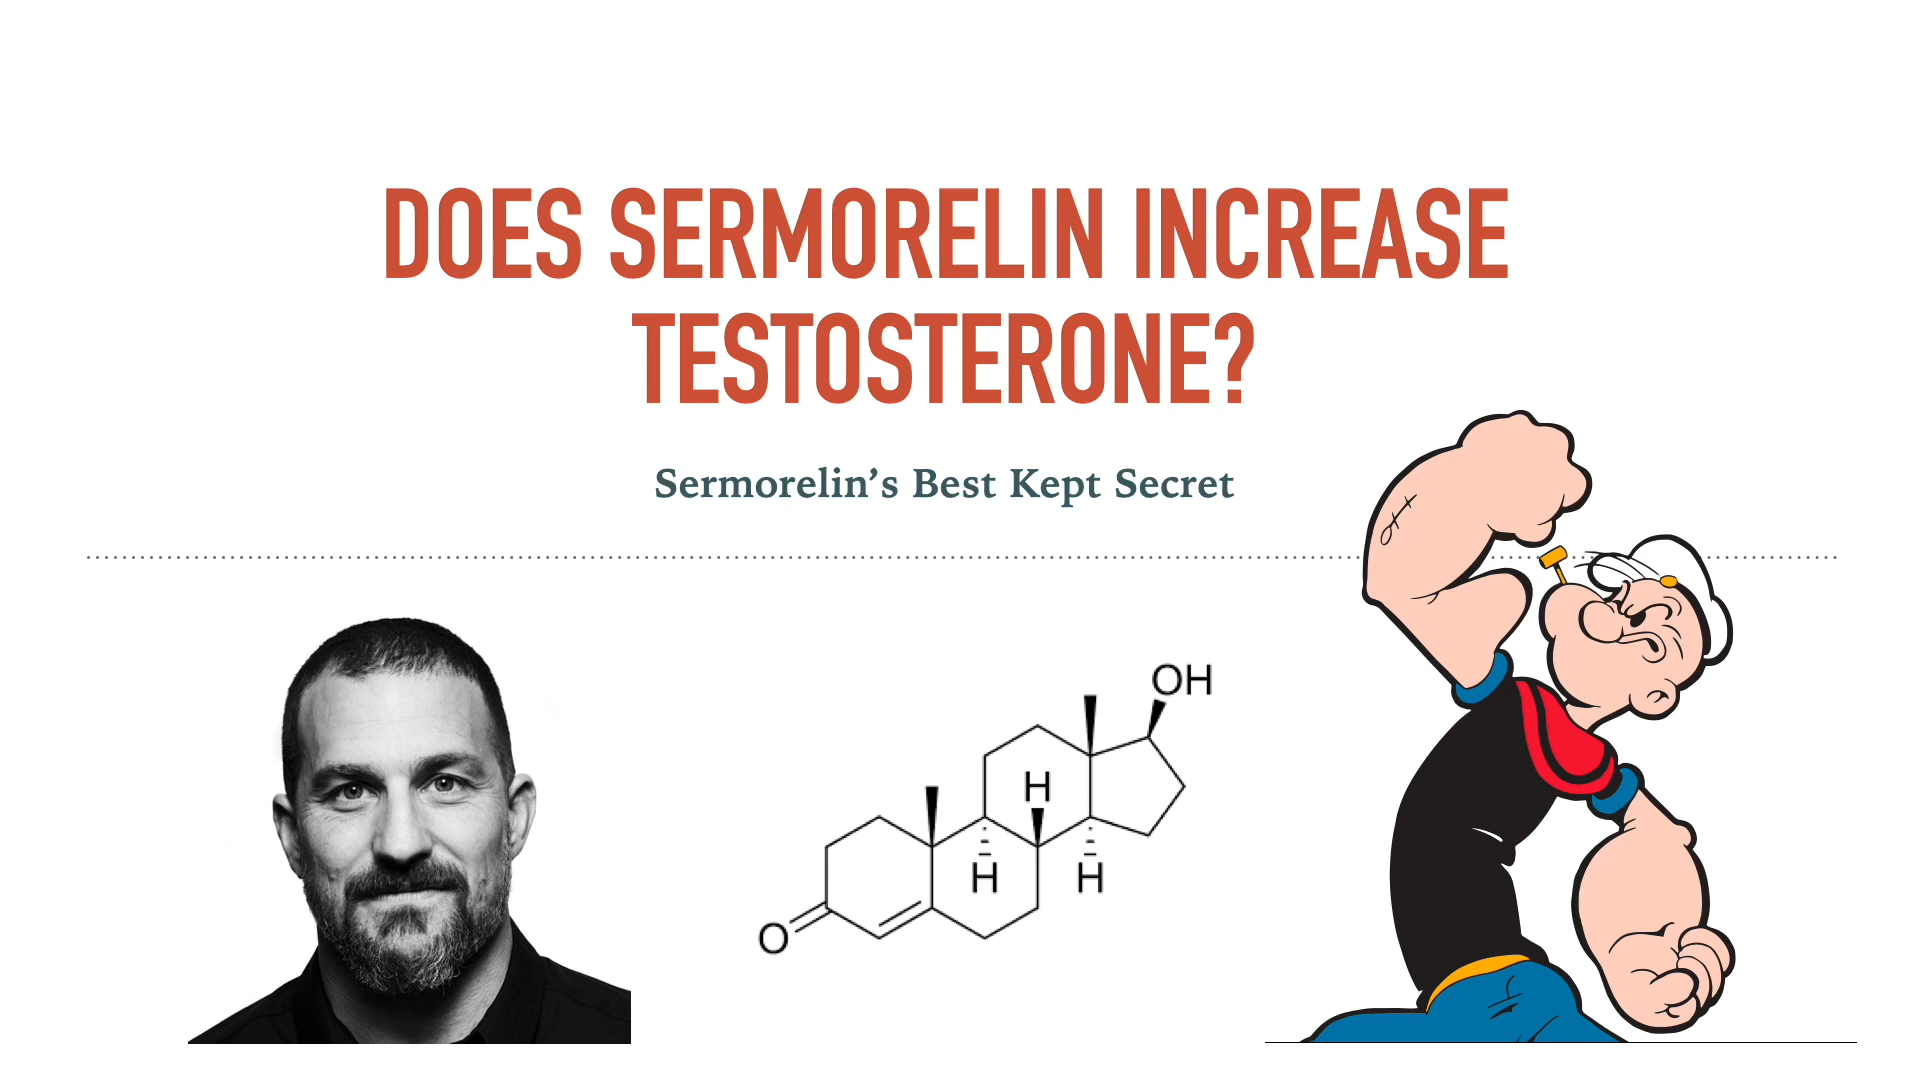 DOES SERMORELIN INCREASE
TESTOSTERONE?
Sermorelin’s Best Kept Secret
OH
H
H
H
O